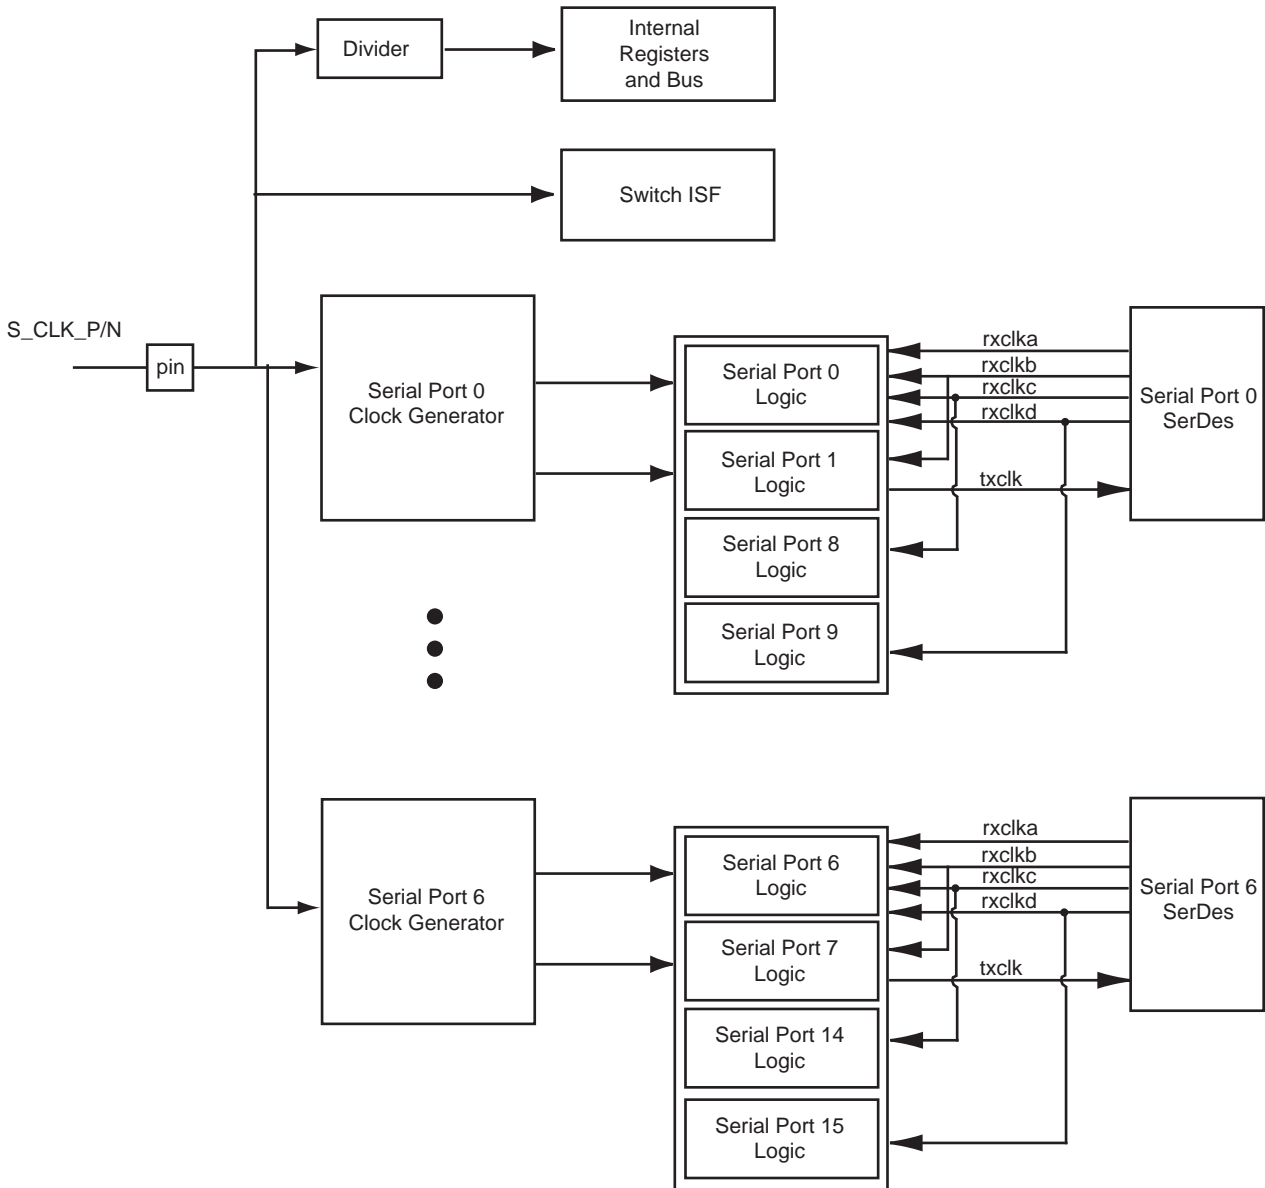 Divider
Internal
Registers
and Bus
Switch ISF
S_CLK_P/N
pin
Serial Port 0
Clock Generator
Serial Port 0
Logic
Serial Port 1
Logic
Serial Port 8
Logic
Serial Port 9
Logic
rxclka
rxclkb
rxclkc
rxclkd
txclk
Serial Port 0
SerDes
Serial Port 6
Clock Generator
Serial Port 6
Logic
Serial Port 7
Logic
Serial Port 14
Logic
Serial Port 15
Logic
rxclka
rxclkb
rxclkc
rxclkd
txclk
Serial Port 6
SerDes